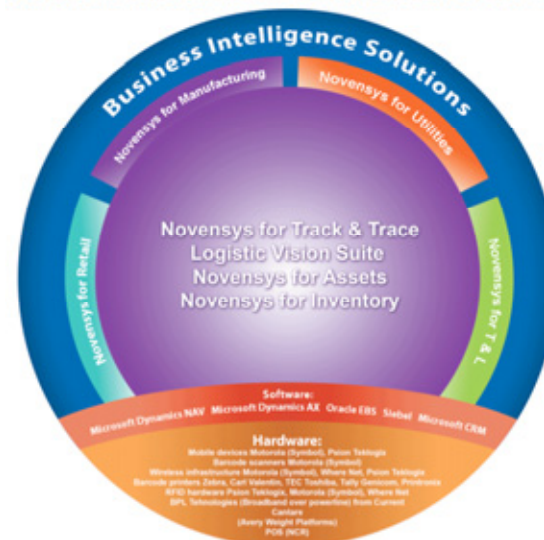 Business Intelligence Solutions
Novensys for Manufacturing
Novensys for Utilities
Novensys for Retail
Novensys for T & L
Novensys for Track & Trace
Logistic Vision Suite
Novensys for Assets
Novensys for Inventory
Software:
Microsoft Dynamics NAV Microsoft Dynamics AX Oracle EBS Siebel Microsoft CRM
Hardware:
Mobile devices Motorola (Symbol), Psion Teklogix
Barcode scanners Motorola (Symbol)
Wireless infrastructure Motorola (Symbol), Where Net, Psion Teklogix
Barcode printers Zebra, Carl Valentin, TEC Toshiba, Tally Genicom, Printronix
RFID hardware Psion Teklogix, Motorola (Symbol), Where Net
BPL Tehnologies (Broadband over powerline) from Current
Cantare
(Avery Weight Platforms)
POS (NCR)